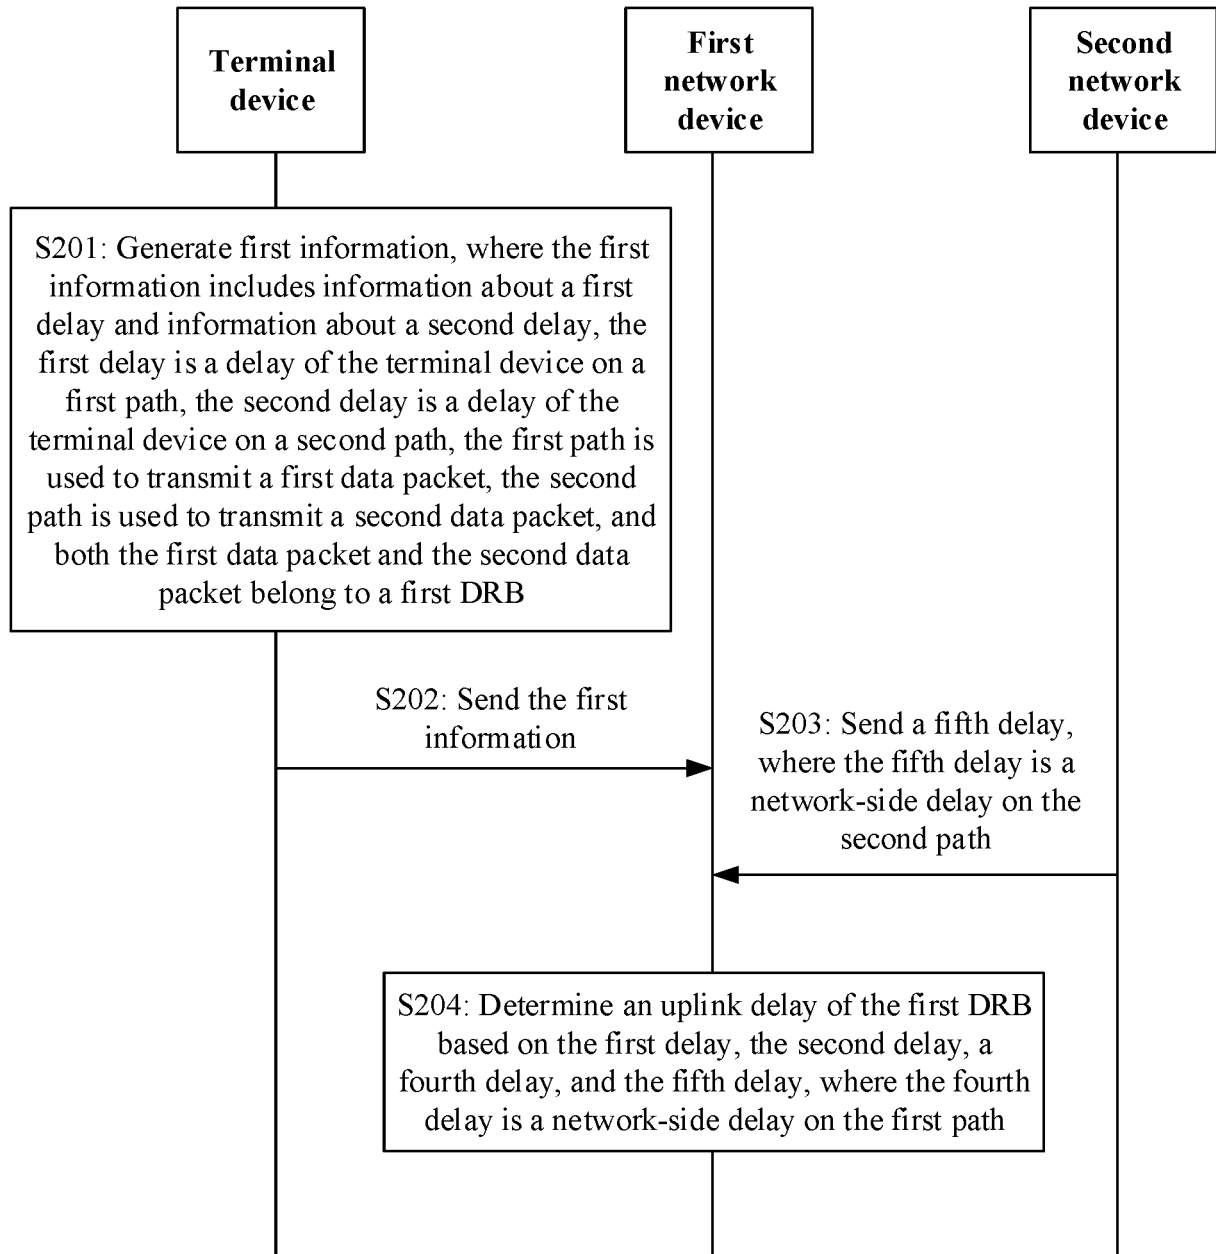 Terminal
device
First
network
device
Second
network
device
S201: Generate first information, where the first
information includes information about a first
delay and information about a second delay, the
first delay is a delay of the terminal device on a
first path, the second delay is a delay of the
terminal device on a second path, the first path is
used to transmit a first data packet, the second
path is used to transmit a second data packet, and
both the first data packet and the second data
packet belong to a first DRB
S202: Send the first
information
S203: Send a fifth delay,
where the fifth delay is a
network-side delay on the
second path
S204: Determine an uplink delay of the first DRB
based on the first delay, the second delay, a
fourth delay, and the fifth delay, where the fourth
delay is a network-side delay on the first path